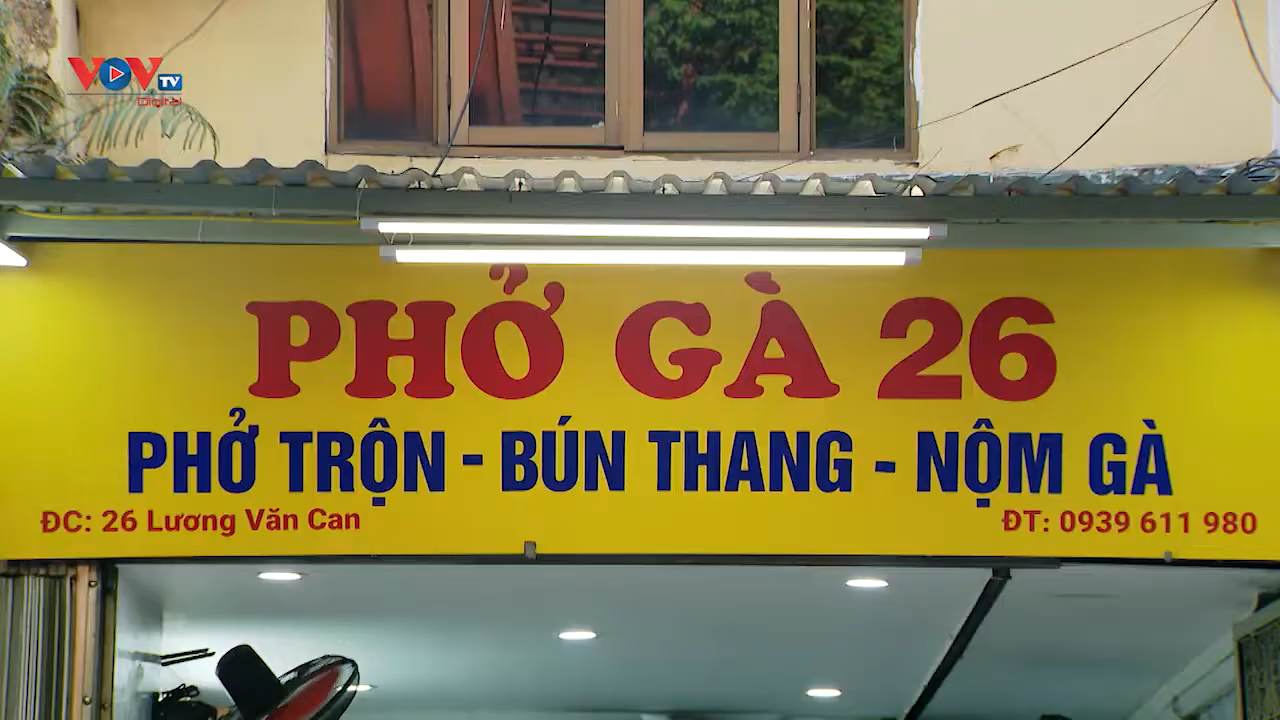 VOV TV
Digital
PHỞ GÀ 26
PHỞ TRỘN - BÚN THANG - NỘM GÀ
ĐC: 26 Lương Văn Can
ĐT: 0939 611 980